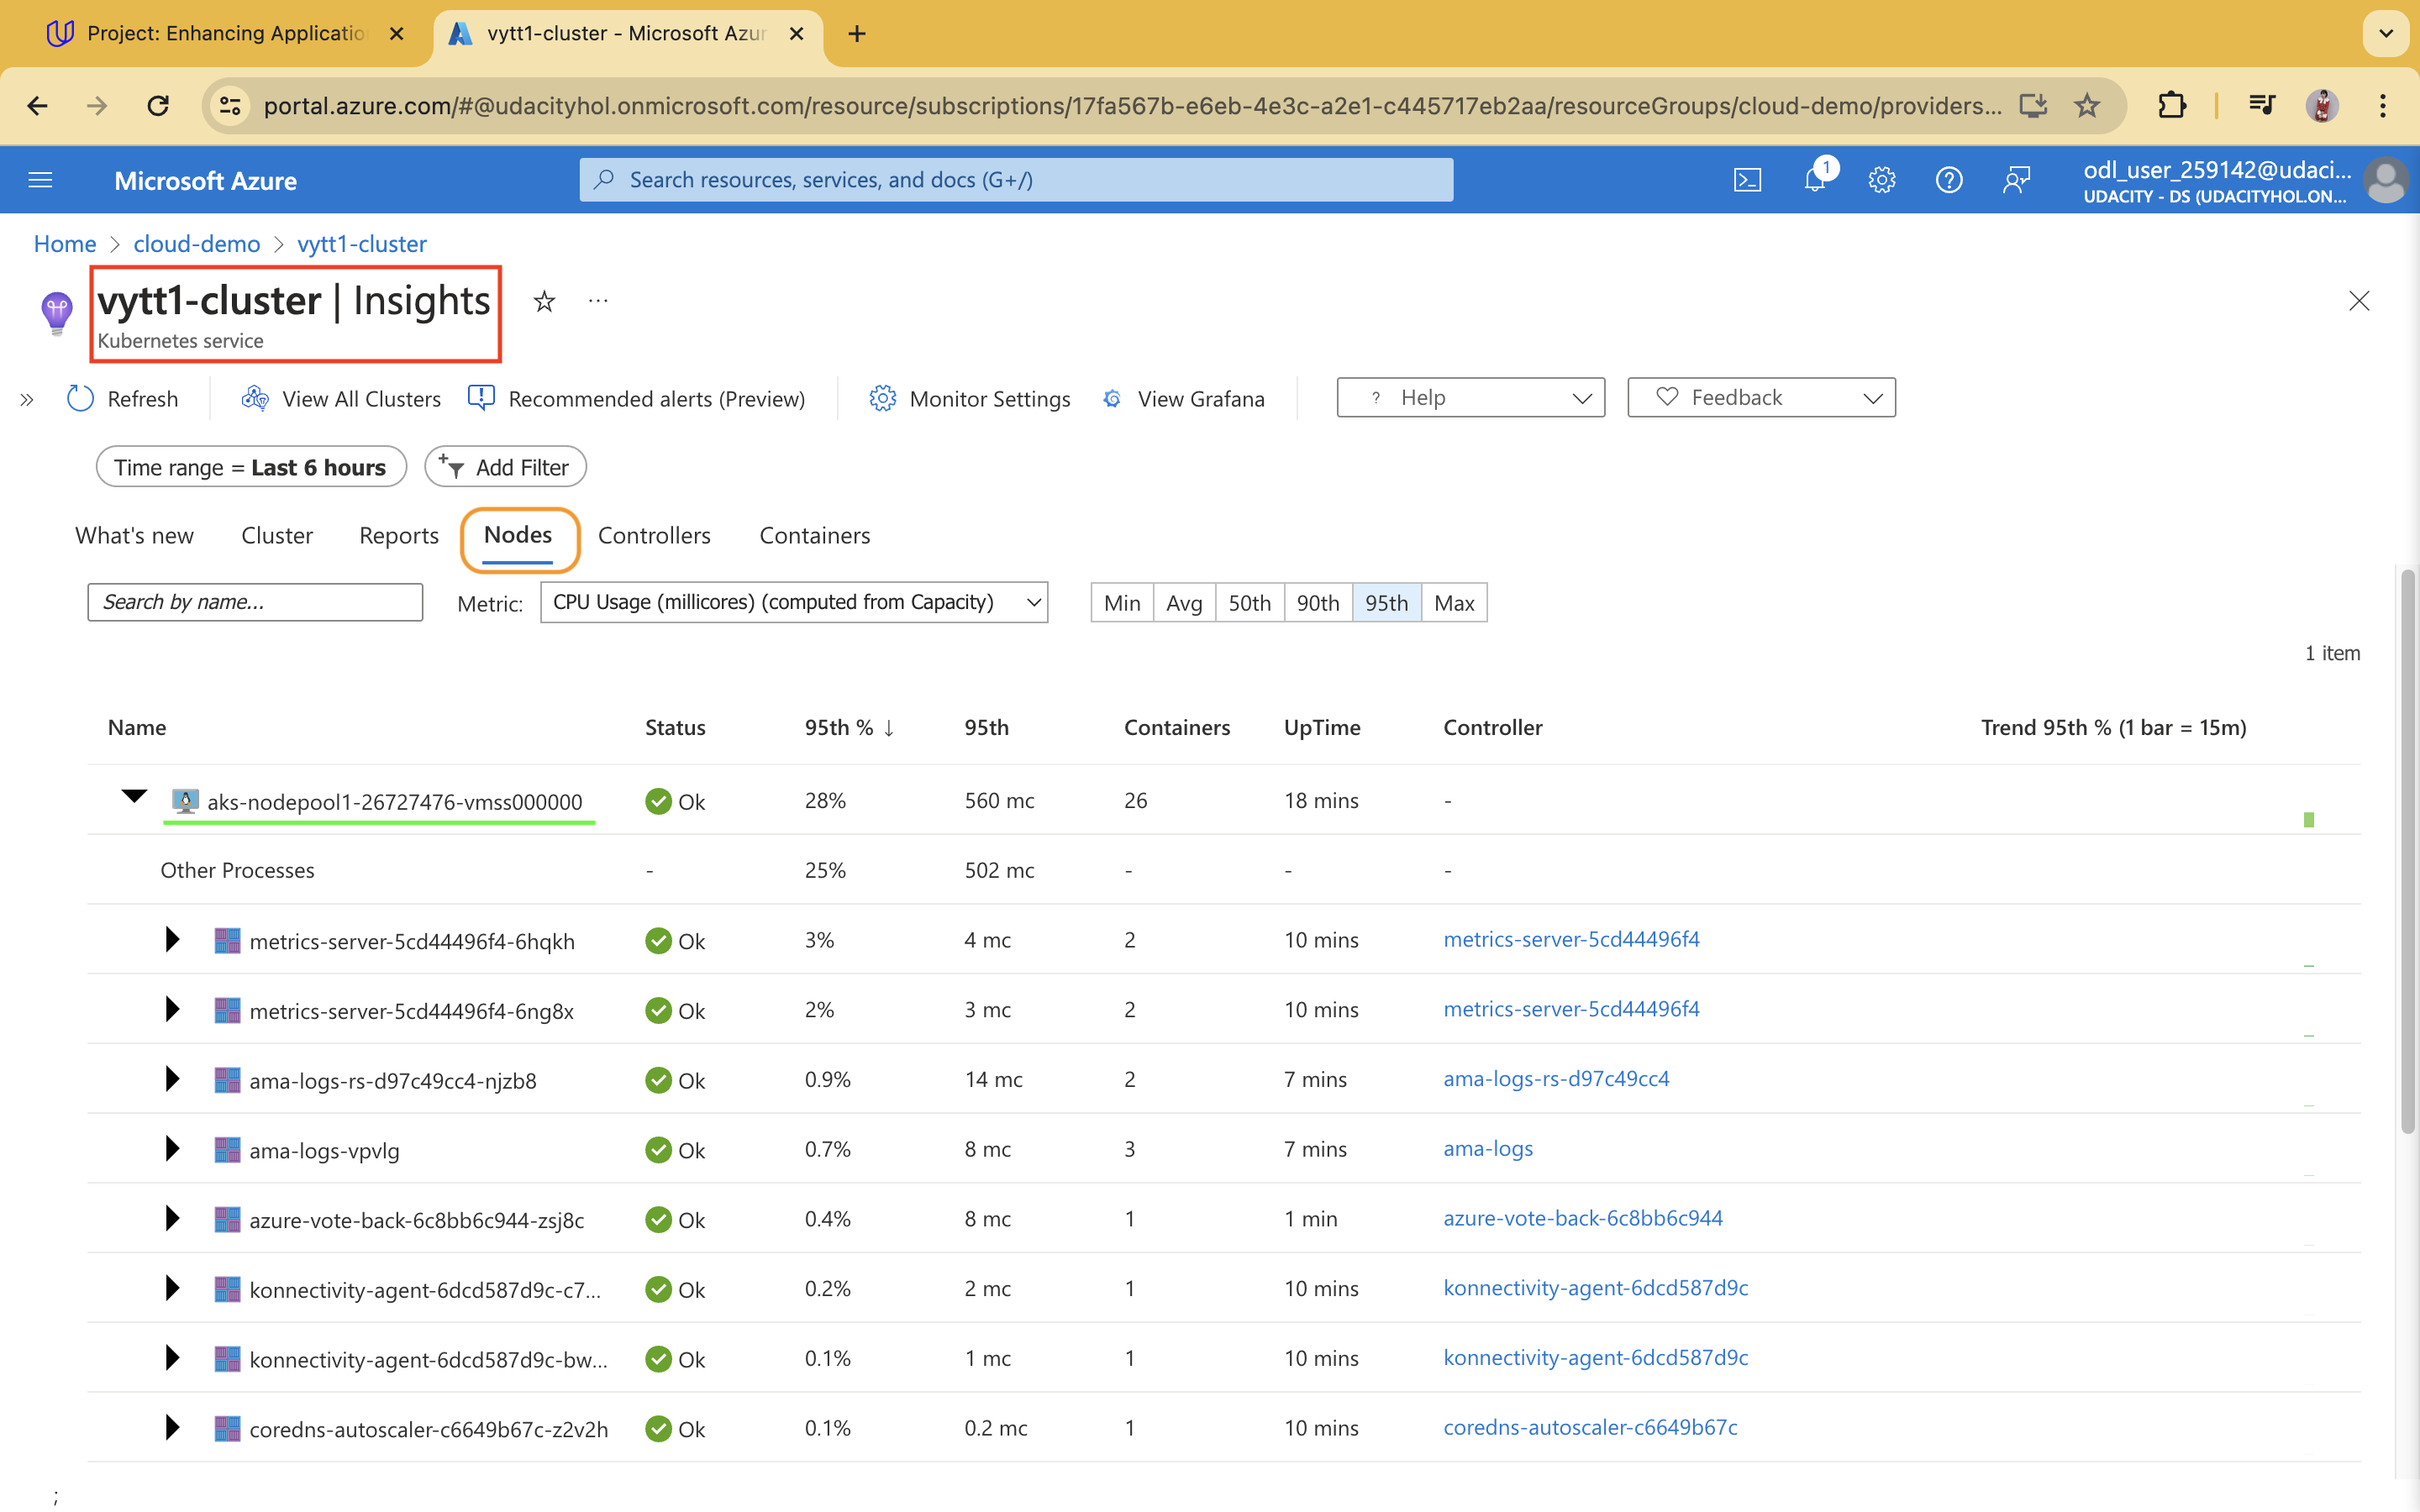 Project: Enhancing Applicatio
vytt1-cluster - Microsoft Azur
portal.azure.com/#@udacityhol.onmicrosoft.com/resource/subscriptions/17fa567b-e6eb-4e3c-a2e1-c445717eb2aa/resourceGroups/cloud-demo/providers...
Microsoft Azure
Search resources, services, and docs (G+/)
1
odl_user_259142@udaci...
UDACITY - DS (UDACITYHOL.ON...
Home > cloud-demo > vytt1-cluster
vytt1-cluster | Insights
Kubernetes service
Refresh View All Clusters Recommended alerts (Preview) Monitor Settings View Grafana ? Help Feedback
Time range = Last 6 hours Add Filter
What's new Cluster Reports Nodes Controllers Containers
Search by name... Metric: CPU Usage (millicores) (computed from Capacity) Min Avg 50th 90th 95th Max
1 item
Name Status 95th % ↓ 95th Containers UpTime Controller Trend 95th % (1 bar = 15m)
aks-nodepool1-26727476-vmss000000 Ok 28% 560 mc 26 18 mins -
Other Processes - 25% 502 mc - - -
metrics-server-5cd44496f4-6hqkh Ok 3% 4 mc 2 10 mins metrics-server-5cd44496f4
metrics-server-5cd44496f4-6ng8x Ok 2% 3 mc 2 10 mins metrics-server-5cd44496f4
ama-logs-rs-d97c49cc4-njzb8 Ok 0.9% 14 mc 2 7 mins ama-logs-rs-d97c49cc4
ama-logs-vpvlg Ok 0.7% 8 mc 3 7 mins ama-logs
azure-vote-back-6c8bb6c944-zsj8c Ok 0.4% 8 mc 1 1 min azure-vote-back-6c8bb6c944
konnectivity-agent-6dcd587d9c-c7... Ok 0.2% 2 mc 1 10 mins konnectivity-agent-6dcd587d9c
konnectivity-agent-6dcd587d9c-bw... Ok 0.1% 1 mc 1 10 mins konnectivity-agent-6dcd587d9c
coredns-autoscaler-c6649b67c-z2v2h Ok 0.1% 0.2 mc 1 10 mins coredns-autoscaler-c6649b67c
;